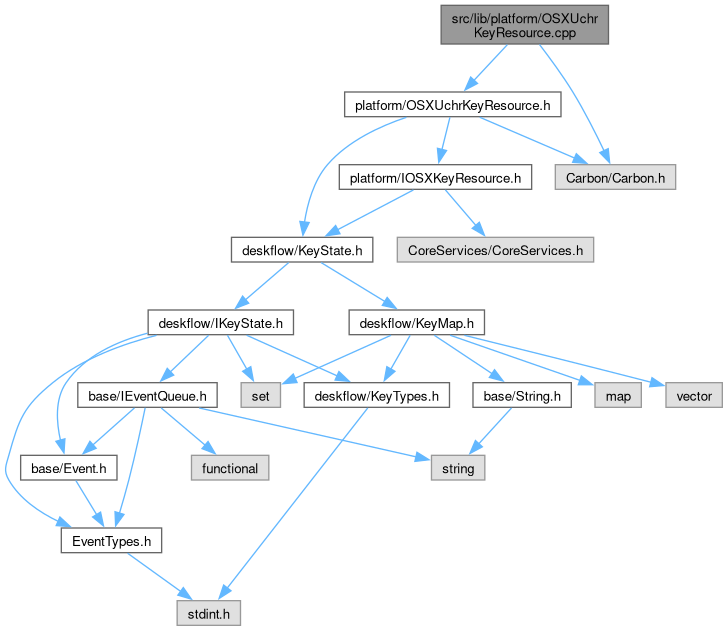 src/lib/platform/OSXUchr
KeyResource.cpp
platform/OSXUchrKeyResource.h
platform/IOSXKeyResource.h
Carbon/Carbon.h
deskflow/KeyState.h
CoreServices/CoreServices.h
deskflow/IKeyState.h
deskflow/KeyMap.h
base/IEventQueue.h
set
deskflow/KeyTypes.h
base/String.h
map
vector
base/Event.h
functional
string
EventTypes.h
stdint.h